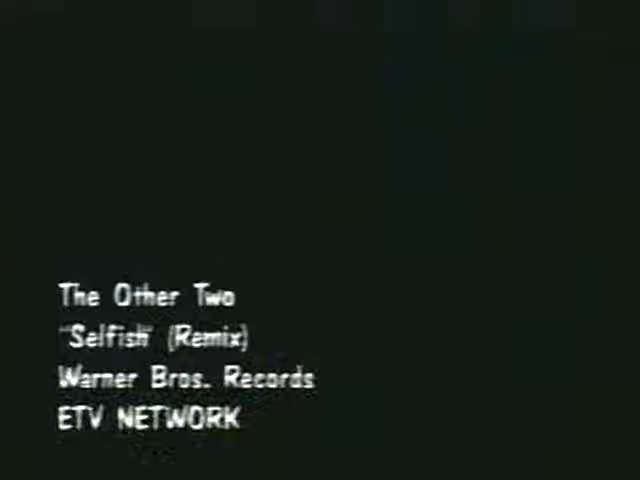 The Other Two
"Selfish" (Remix)
Warner Bros. Records
ETV NETWORK